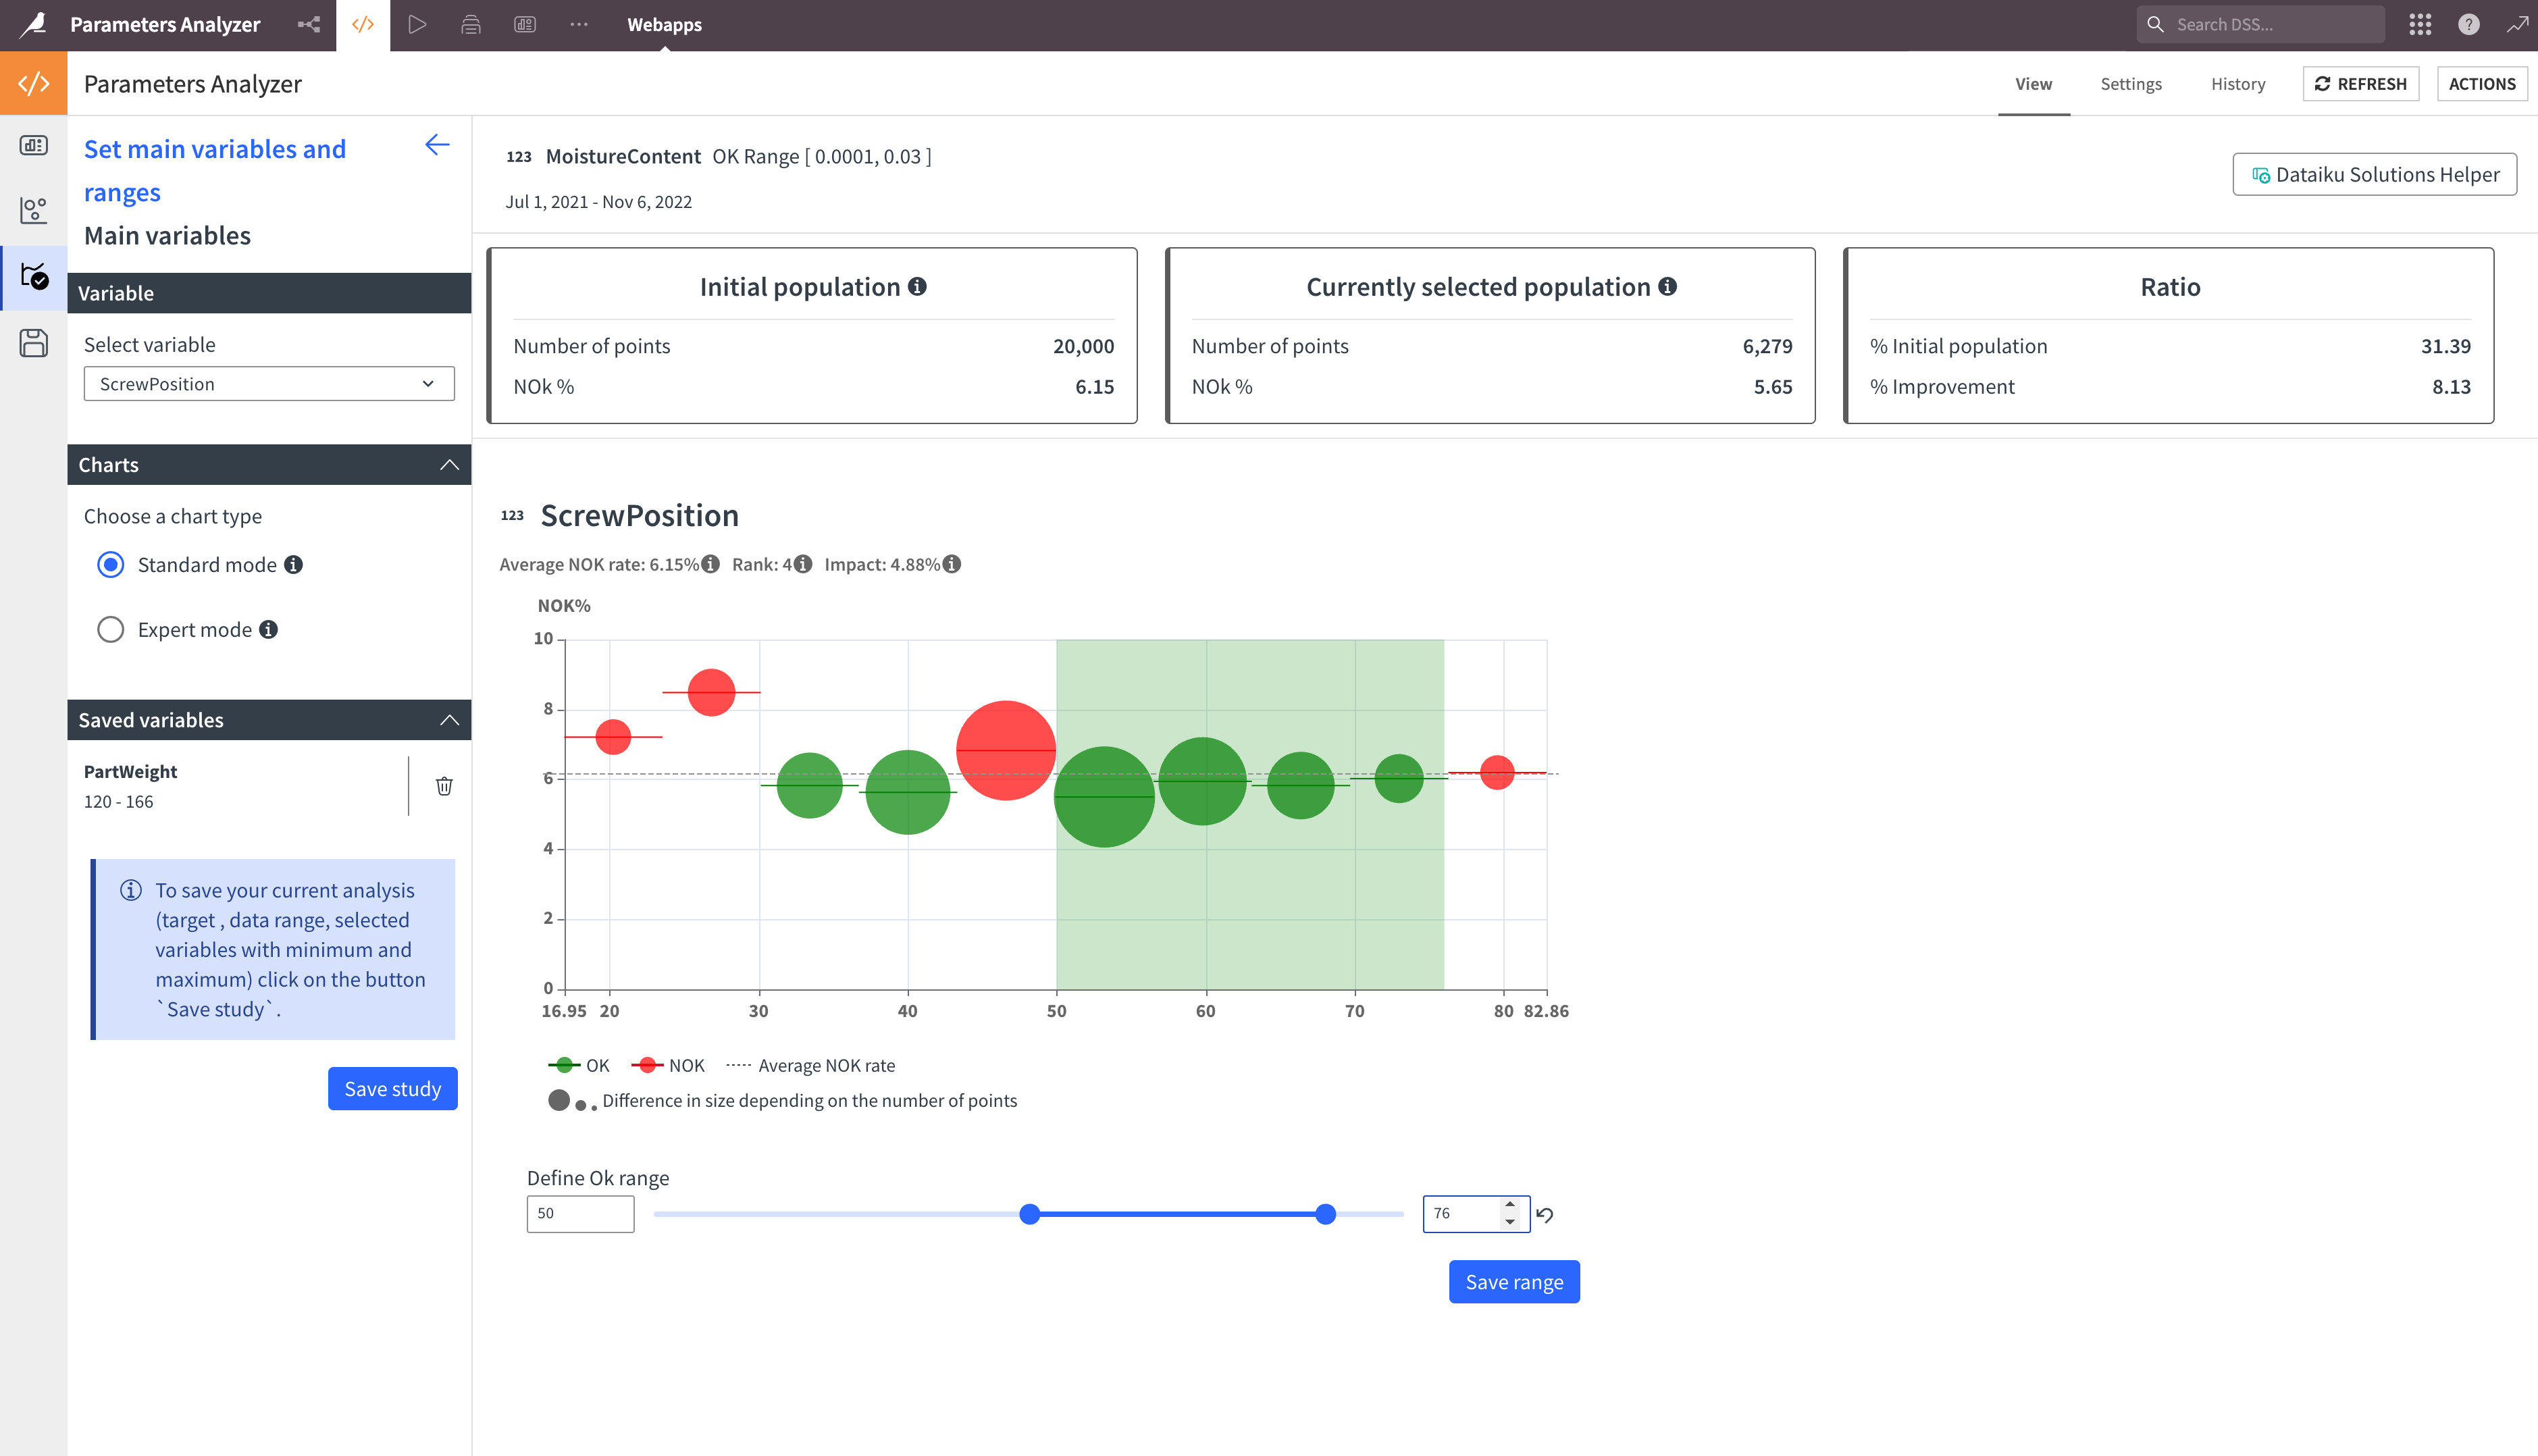 Parameters Analyzer
Webapps
Search DSS...
Parameters Analyzer
View
Settings
History
REFRESH
ACTIONS
Set main variables and
ranges
Main variables
Variable
Select variable
ScrewPosition
Charts
Choose a chart type
Standard mode
Expert mode
Saved variables
PartWeight
120 - 166
To save your current analysis
(target , data range, selected
variables with minimum and
maximum) click on the button
`Save study`.
Save study
123 MoistureContent OK Range [ 0.0001, 0.03 ]
Jul 1, 2021 - Nov 6, 2022
Dataiku Solutions Helper
Initial population
Number of points 20,000
NOk % 6.15
Currently selected population
Number of points 6,279
NOk % 5.65
Ratio
% Initial population 31.39
% Improvement 8.13
123 ScrewPosition
Average NOK rate: 6.15% Rank: 4 Impact: 4.88%
NOK%
10
8
6
4
2
0
16.95 20 30 40 50 60 70 80 82.86
OK NOK Average NOK rate
Difference in size depending on the number of points
Define Ok range
50
76
Save range